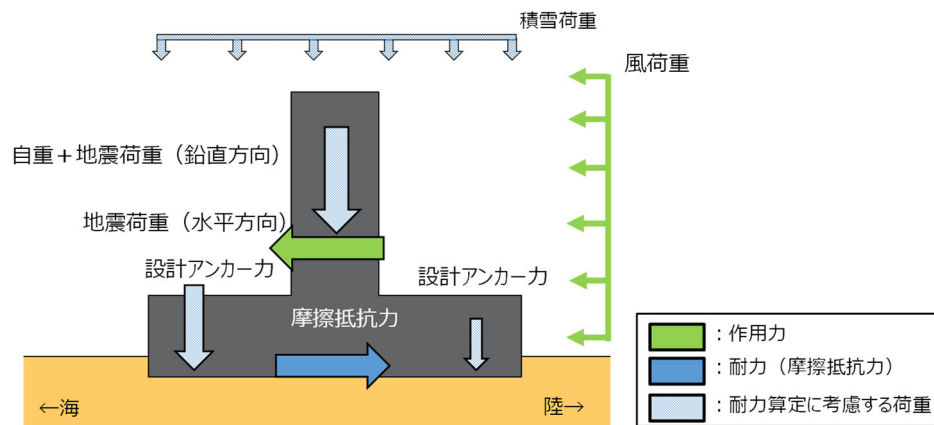 積雪荷重
風荷重
自重＋地震荷重（鉛直方向）
地震荷重（水平方向）
設計アンカー力
設計アンカー力
摩擦抵抗力
←海
陸→
：作用力
：耐力（摩擦抵抗力）
：耐力算定に考慮する荷重